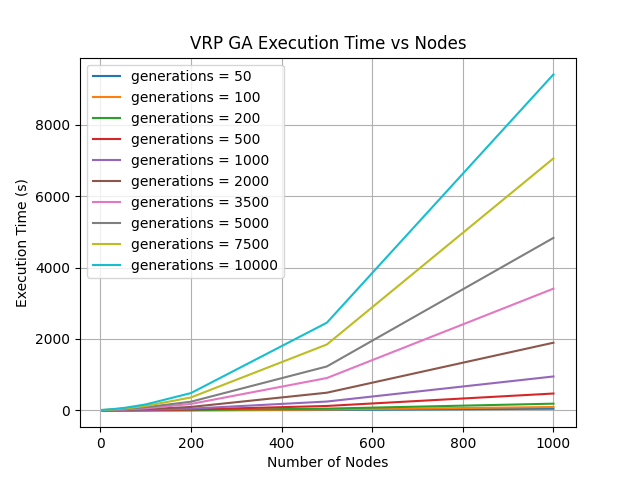 VRP GA Execution Time vs Nodes
generations = 50
generations = 100
generations = 200
generations = 500
generations = 1000
generations = 2000
generations = 3500
generations = 5000
generations = 7500
generations = 10000
Execution Time (s)
8000
6000
4000
2000
0
0 200 400 600 800 1000
Number of Nodes